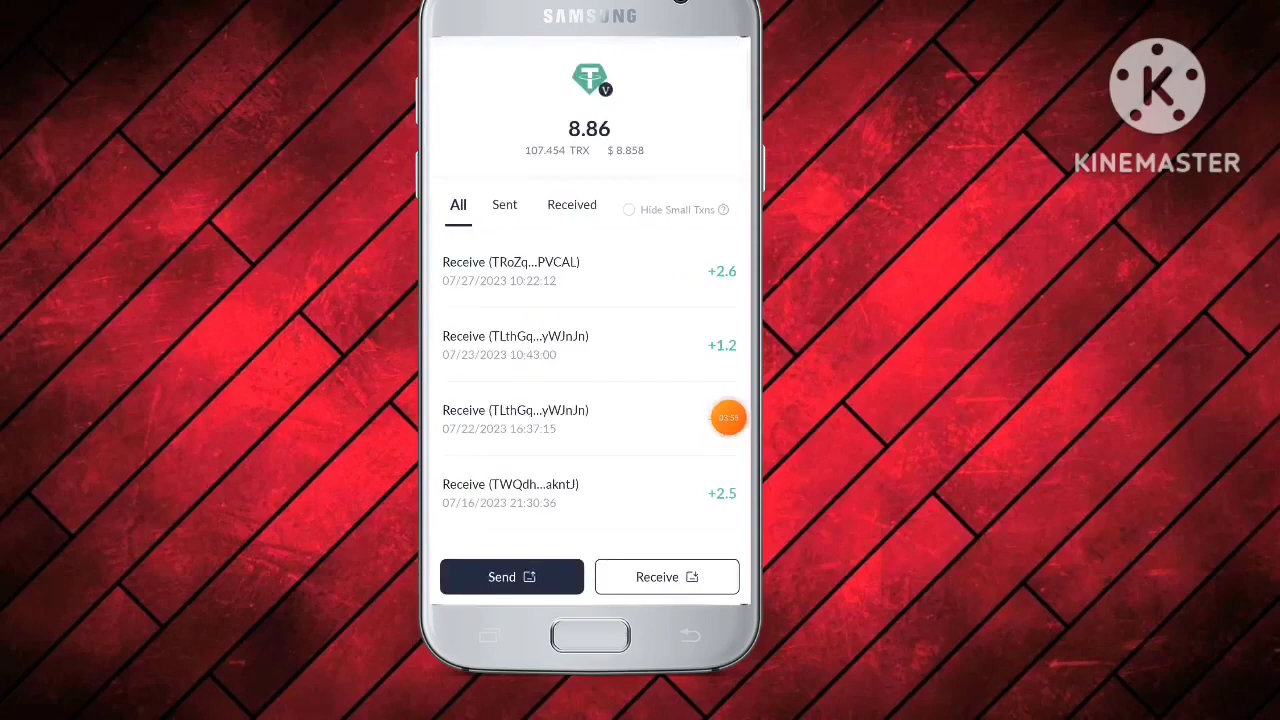 SAMSUNG
T
V
8.86
107.454 TRX $ 8.858
All Sent Received Hide Small Txns ?
Receive (TRoZq...PVCAL)
07/27/2023 10:22:12
+2.6
Receive (TLthGq...yWJnJn)
07/23/2023 10:43:00
+1.2
Receive (TLthGq...yWJnJn)
07/22/2023 16:37:15
03:58
Receive (TWQdh...akntJ)
07/16/2023 21:30:36
+2.5
Send Receive
K
KINEMASTER